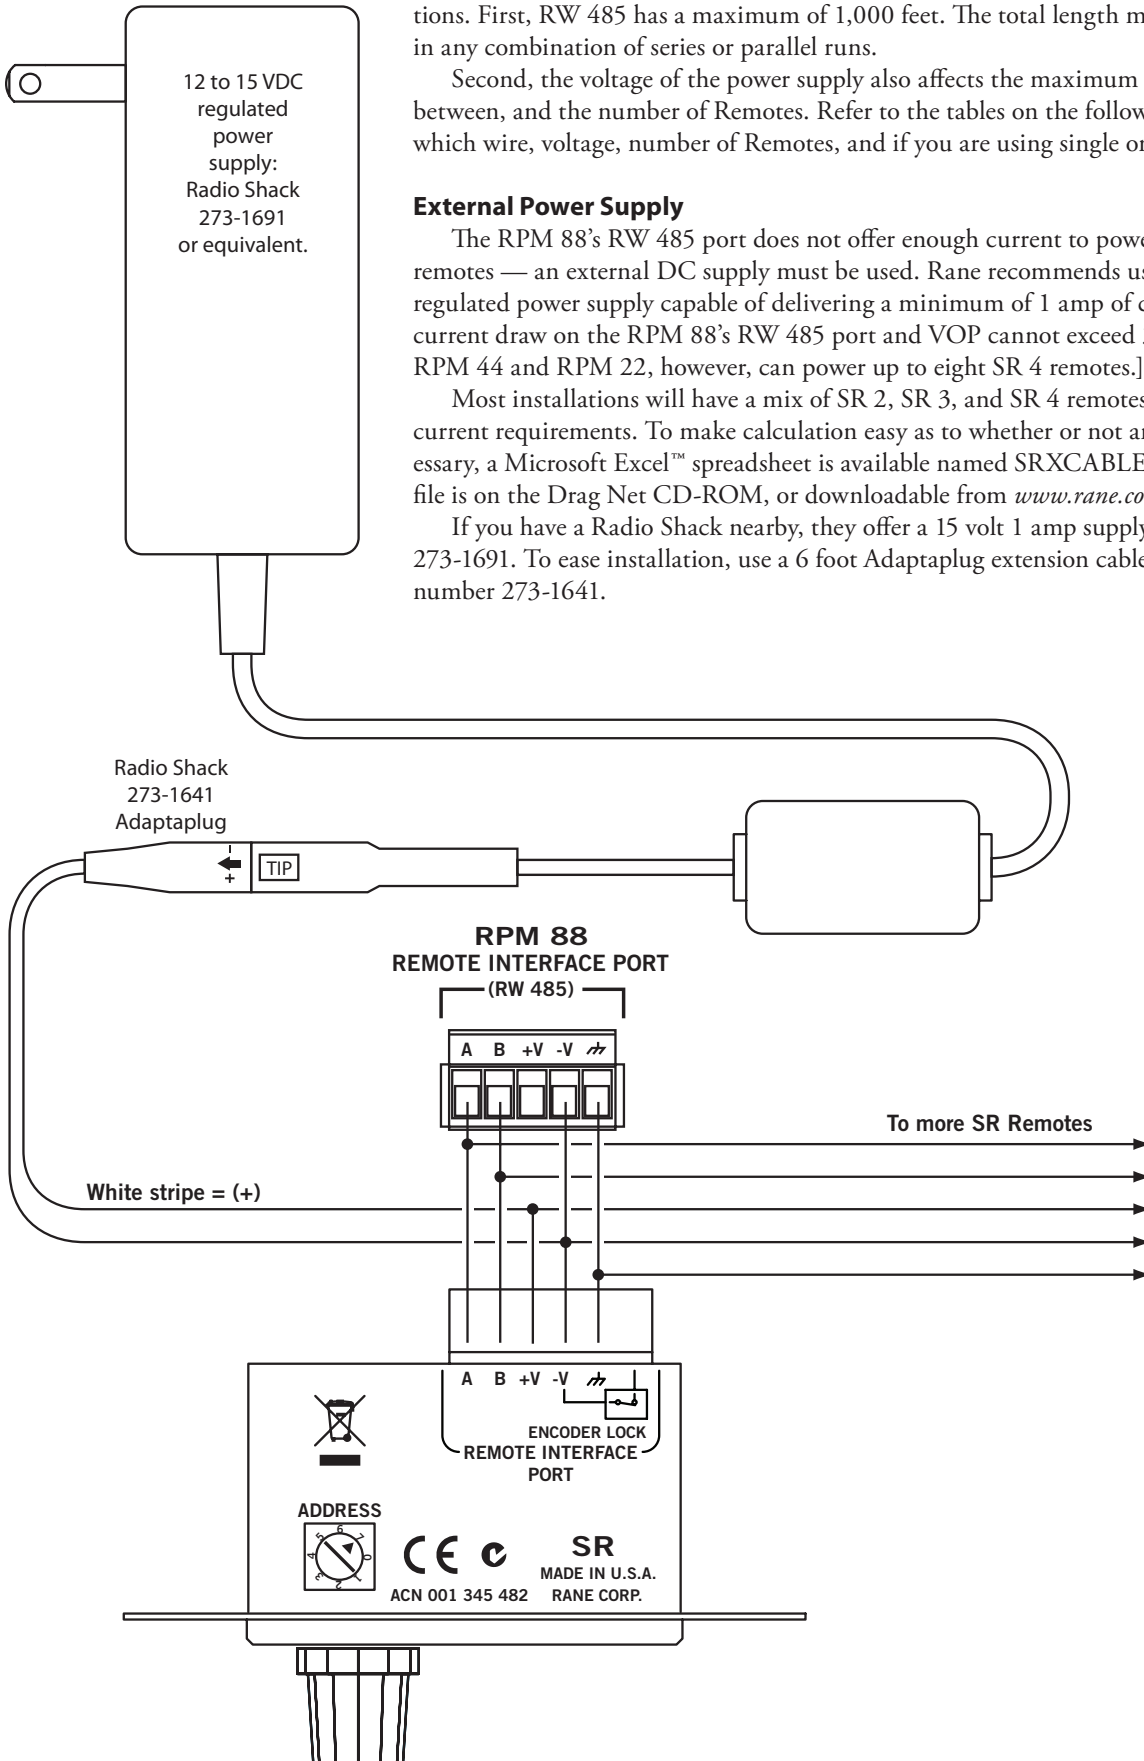 tions. First, RW 485 has a maximum of 1,000 feet. The total length m
in any combination of series or parallel runs.
Second, the voltage of the power supply also affects the maximum
between, and the number of Remotes. Refer to the tables on the follow
which wire, voltage, number of Remotes, and if you are using single or
External Power Supply
The RPM 88’s RW 485 port does not offer enough current to powe
remotes — an external DC supply must be used. Rane recommends us
regulated power supply capable of delivering a minimum of 1 amp of c
current draw on the RPM 88’s RW 485 port and VOP cannot exceed
RPM 44 and RPM 22, however, can power up to eight SR 4 remotes.]
Most installations will have a mix of SR 2, SR 3, and SR 4 remotes
current requirements. To make calculation easy as to whether or not an
essary, a Microsoft Excel™ spreadsheet is available named SRXCABLE
file is on the Drag Net CD-ROM, or downloadable from www.rane.co
If you have a Radio Shack nearby, they offer a 15 volt 1 amp supply
273-1691. To ease installation, use a 6 foot Adaptaplug extension cable
number 273-1641.
12 to 15 VDC
regulated
power
supply:
Radio Shack
273-1691
or equivalent.
Radio Shack
273-1641
Adaptaplug
-
+
TIP
RPM 88
REMOTE INTERFACE PORT
(RW 485)
A B +V -V
To more SR Remotes
White stripe = (+)
A B +V -V
ENCODER LOCK
REMOTE INTERFACE
PORT
ADDRESS
0 1 2 3 4 5 6 7
CE
SR
MADE IN U.S.A.
ACN 001 345 482 RANE CORP.